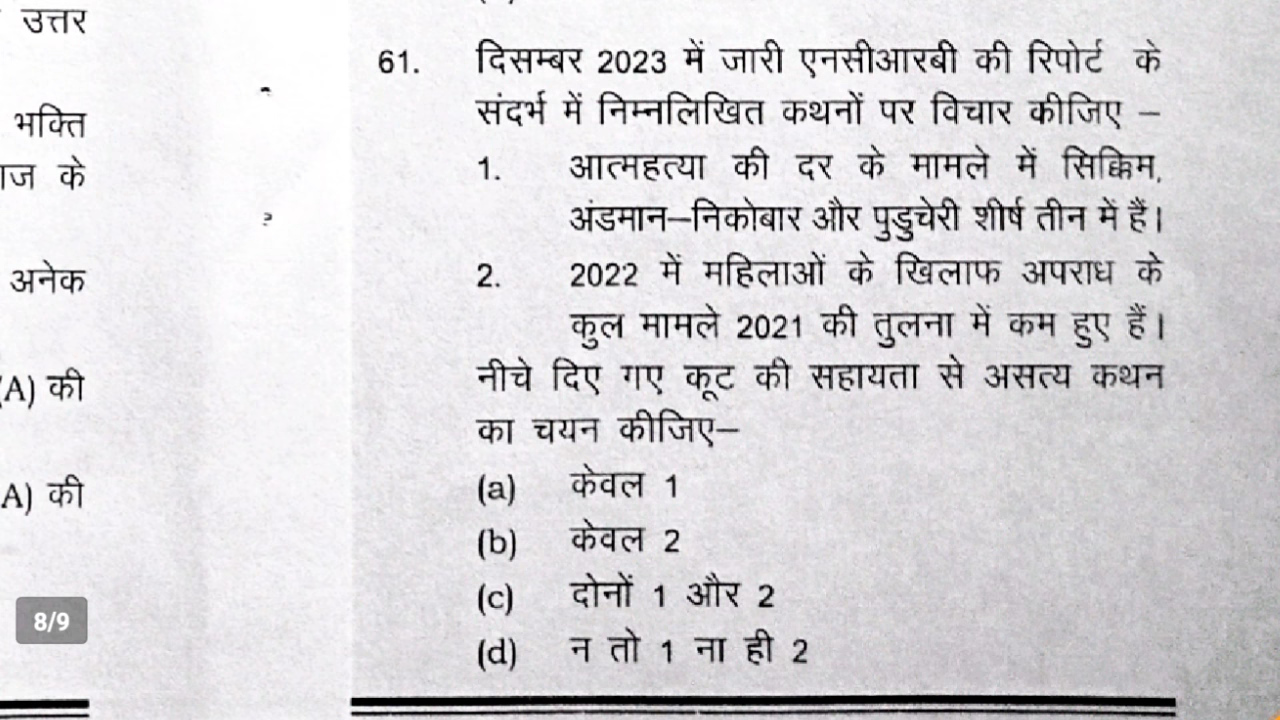 उत्तर
भक्ति
ाज के
अनेक
(A) की
A) की
61. दिसम्बर 2023 में जारी एनसीआरबी की रिपोर्ट के
संदर्भ में निम्नलिखित कथनों पर विचार कीजिए –
1. आत्महत्या की दर के मामले में सिक्किम,
अंडमान–निकोबार और पुडुचेरी शीर्ष तीन में हैं।
2. 2022 में महिलाओं के खिलाफ अपराध के
कुल मामले 2021 की तुलना में कम हुए हैं।
नीचे दिए गए कूट की सहायता से असत्य कथन
का चयन कीजिए–
(a) केवल 1
(b) केवल 2
(c) दोनों 1 और 2
(d) न तो 1 ना ही 2
8/9